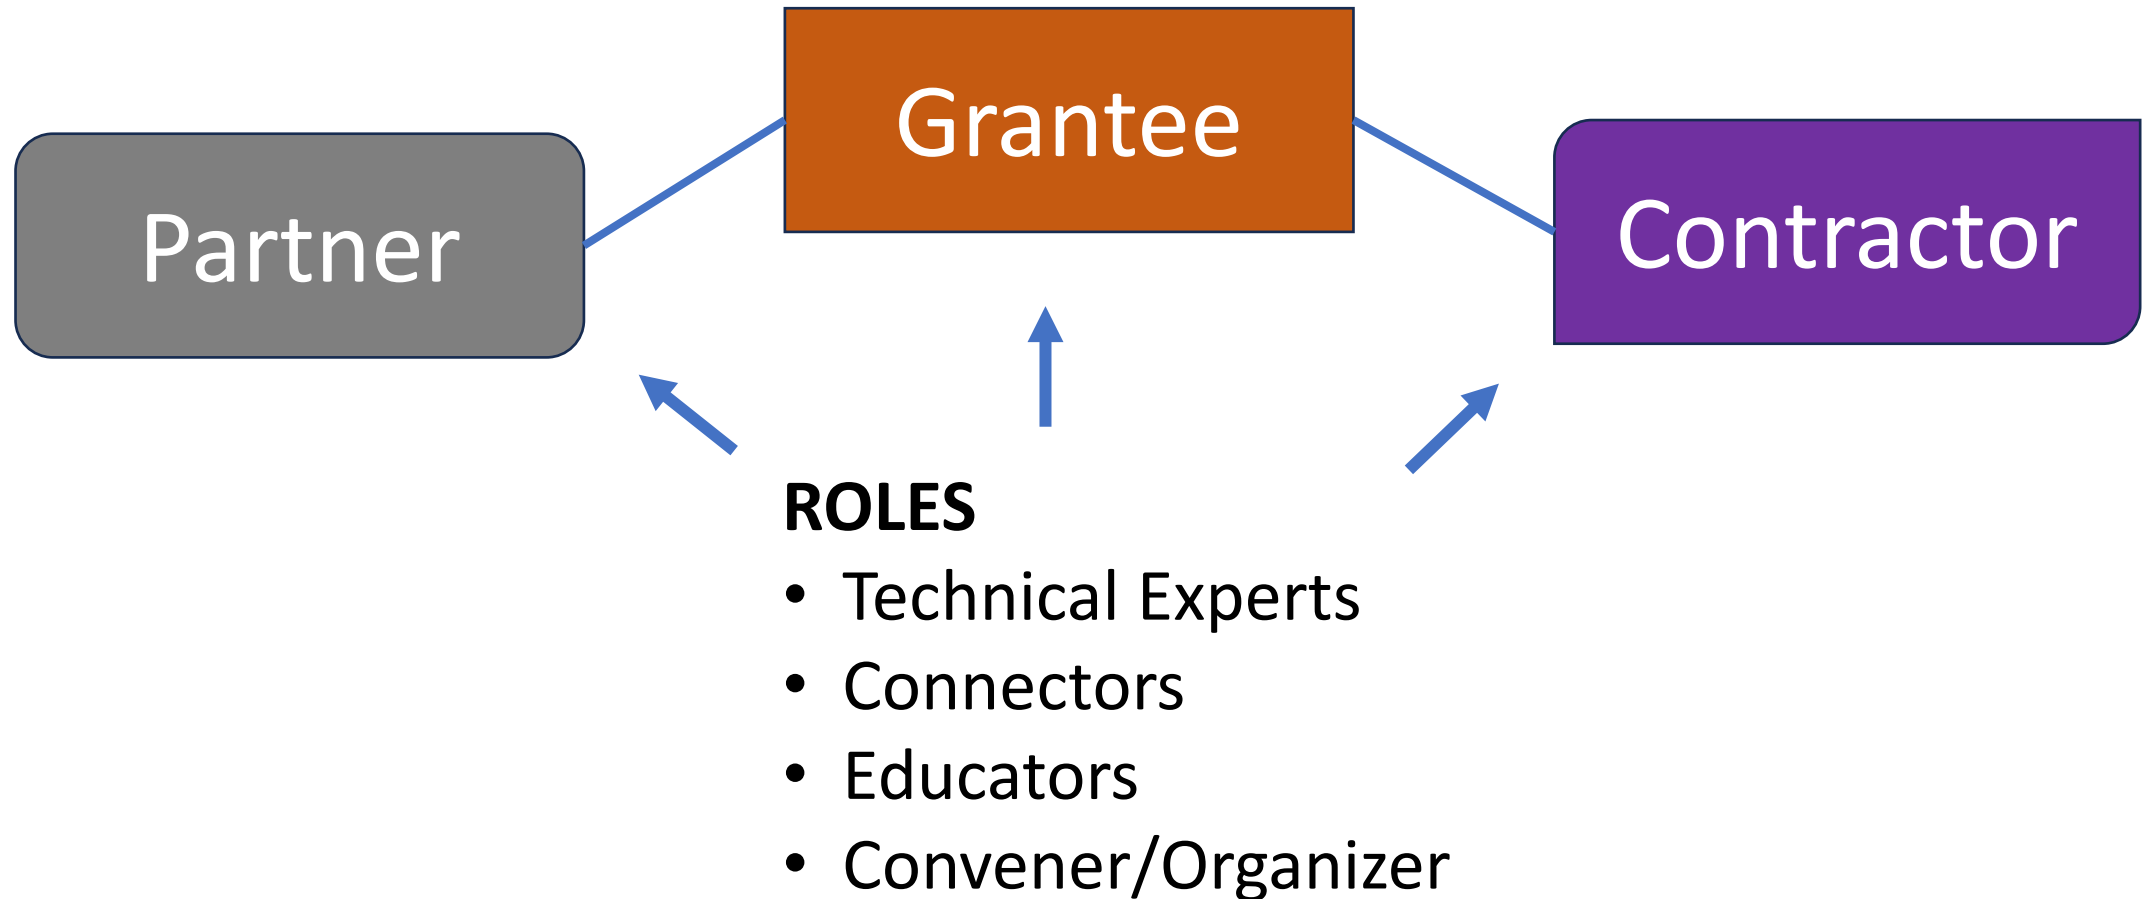 Grantee
Partner
Contractor
ROLES
• Technical Experts
• Connectors
• Educators
• Convener/Organizer